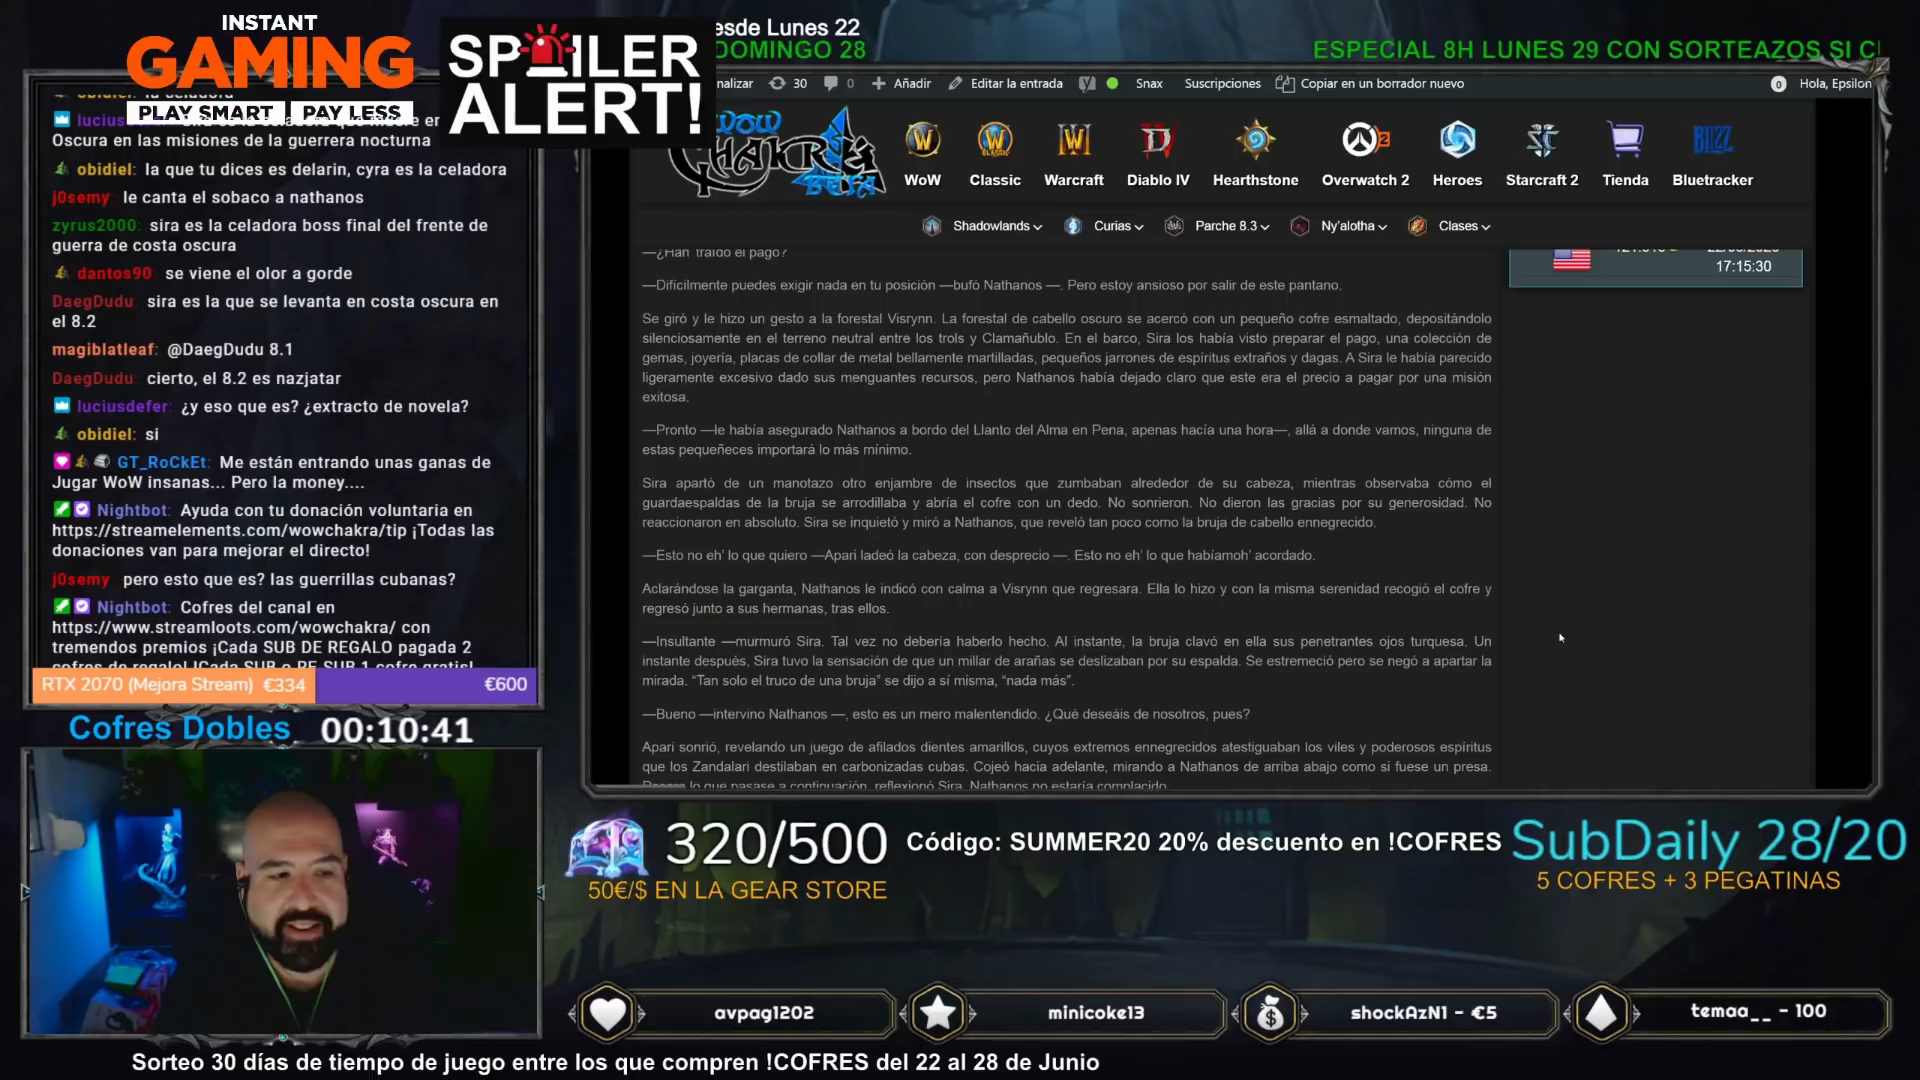 INSTANT
GAMING
PLAY SMART PAY LESS
SPOILER
ALERT!
esde Lunes 22
DOMINGO 28
ESPECIAL 8H LUNES 29 CON SORTEAZOS SI C
nalizar 30 0 Añadir Editar la entrada Snax Suscripciones Copiar en un borrador nuevo 0 Hola, Epsilon
WOW
CHAKRA
WoW Classic Warcraft Diablo IV Hearthstone Overwatch 2 Heroes Starcraft 2 Tienda Bluetracker
Shadowlands Curias Parche 8.3 Ny'alotha Clases
17:15:30
Oscura en las misiones de la guerrera nocturna
obidiel: la que tu dices es delarin, cyra es la celadora
j0semy le canta el sobaco a nathanos
zyrus2000: sira es la celadora boss final del frente de
guerra de costa oscura
dantos90: se viene el olor a gorde
DaegDudu: sira es la que se levanta en costa oscura en
el 8.2
magiblatleaf: @DaegDudu 8.1
DaegDudu: cierto, el 8.2 es nazjatar
luciusdefer: ¿y eso que es? ¿extracto de novela?
obidiel: si
GT_RoCkEt: Me están entrando unas ganas de
Jugar WoW insanas... Pero la money....
Nightbot: Ayuda con tu donación voluntaria en
https://streamelements.com/wowchakra/tip ¡Todas las
donaciones van para mejorar el directo!
j0semy pero esto que es? las guerrillas cubanas?
Nightbot: Cofres del canal en
https://www.streamloots.com/wowchakra/ con
tremendos premios ¡Cada SUB DE REGALO pagada 2
cofres de regalo! ¡Cada SUB o RE SUB 1 cofre gratis!
RTX 2070 (Mejora Stream) €334 €600
Cofres Dobles 00:10:41
—¿Han traído el pago?
—Difícilmente puedes exigir nada en tu posición —bufó Nathanos —. Pero estoy ansioso por salir de este pantano.
Se giró y le hizo un gesto a la forestal Visrynn. La forestal de cabello oscuro se acercó con un pequeño cofre esmaltado, depositándolo
silenciosamente en el terreno neutral entre los trols y Clamañublo. En el barco, Sira los había visto preparar el pago, una colección de
gemas, joyería, placas de collar de metal bellamente martilladas, pequeños jarrones de espíritus extraños y dagas. A Sira le había parecido
ligeramente excesivo dado sus menguantes recursos, pero Nathanos había dejado claro que este era el precio a pagar por una misión
exitosa.
—Pronto —le había asegurado Nathanos a bordo del Llanto del Alma en Pena, apenas hacía una hora—, allá a donde vamos, ninguna de
estas pequeñeces importará lo más mínimo.
Sira apartó de un manotazo otro enjambre de insectos que zumbaban alrededor de su cabeza, mientras observaba cómo el
guardaespaldas de la bruja se arrodillaba y abría el cofre con un dedo. No sonrieron. No dieron las gracias por su generosidad. No
reaccionaron en absoluto. Sira se inquietó y miró a Nathanos, que reveló tan poco como la bruja de cabello ennegrecido.
—Esto no eh' lo que quiero —Apari ladeó la cabeza, con desprecio —. Esto no eh' lo que habíamoh' acordado.
Aclarándose la garganta, Nathanos le indicó con calma a Visrynn que regresara. Ella lo hizo y con la misma serenidad recogió el cofre y
regresó junto a sus hermanas, tras ellos.
—Insultante —murmuró Sira. Tal vez no debería haberlo hecho. Al instante, la bruja clavó en ella sus penetrantes ojos turquesa. Un
instante después, Sira tuvo la sensación de que un millar de arañas se deslizaban por su espalda. Se estremeció pero se negó a apartar la
mirada. “Tan solo el truco de una bruja” se dijo a sí misma, “nada más”.
—Bueno —intervino Nathanos —, esto es un mero malentendido. ¿Qué deseáis de nosotros, pues?
Apari sonrió, revelando un juego de afilados dientes amarillos, cuyos extremos ennegrecidos atestiguaban los viles y poderosos espíritus
que los Zandalari destilaban en carbonizadas cubas. Cojeó hacia adelante, mirando a Nathanos de arriba abajo como si fuese un presa.
lo que pasase a continuación, reflexionó Sira, Nathanos no estaría complacido.
320/500
50€/$ EN LA GEAR STORE
Código: SUMMER20 20% descuento en !COFRES
SubDaily 28/20
5 COFRES + 3 PEGATINAS
avpag1202 minicoke13 shockAzN1 - €5 temaa__ - 100
Sorteo 30 días de tiempo de juego entre los que compren !COFRES del 22 al 28 de Junio